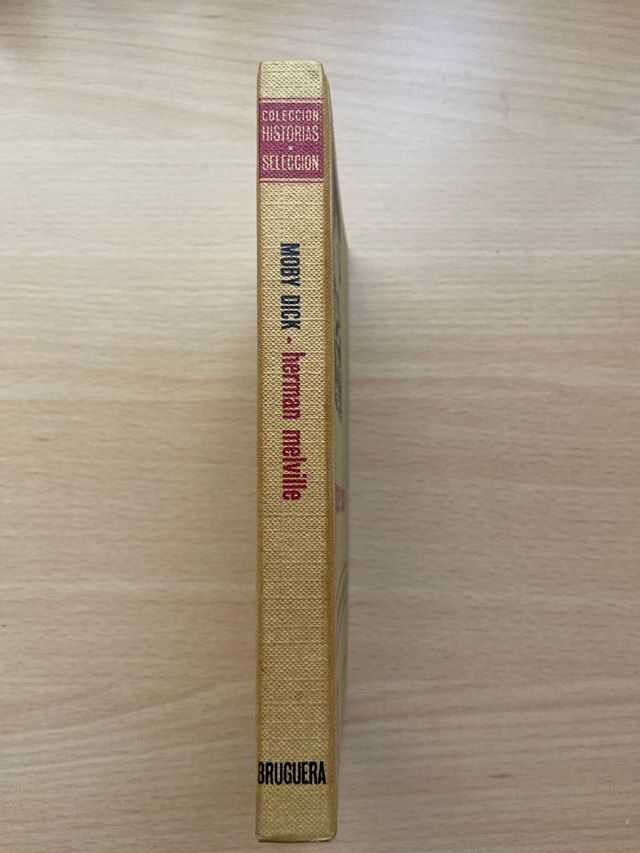 COLECCION
HISTORIAS
SELECCION
MOBY DICK - herman melville
BRUGUERA